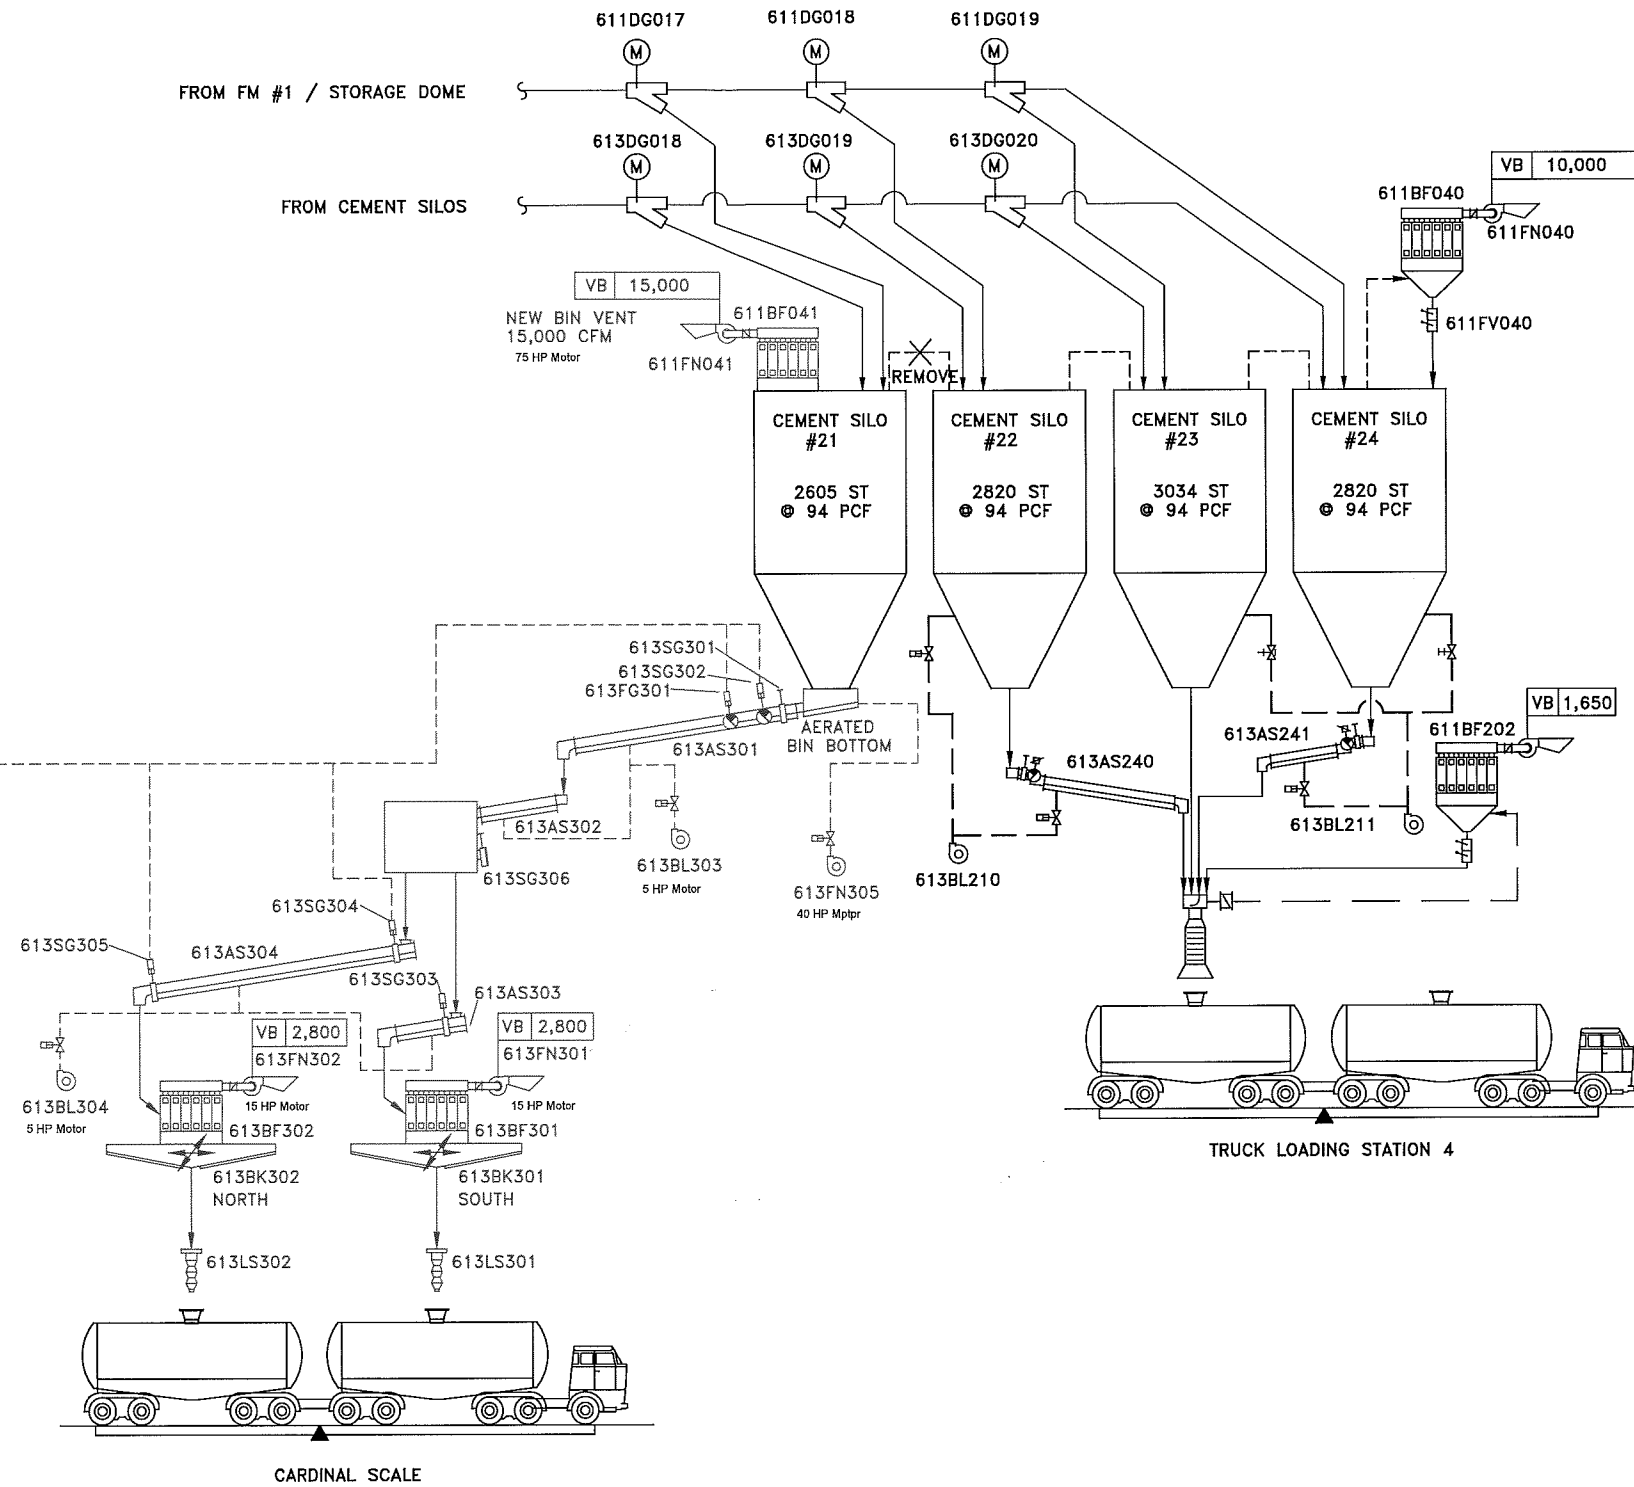 611DG017
611DG018
611DG019
M
M
M
FROM FM #1 / STORAGE DOME
613DG018
613DG019
613DG020
M
M
M
FROM CEMENT SILOS
VB 10,000
611BF040
611FN040
611FV040
VB 15,000
NEW BIN VENT
15,000 CFM
75 HP Motor
611BF041
611FN041
REMOVE
CEMENT SILO
#21
2605 ST
@ 94 PCF
CEMENT SILO
#22
2820 ST
@ 94 PCF
CEMENT SILO
#23
3034 ST
@ 94 PCF
CEMENT SILO
#24
2820 ST
@ 94 PCF
613SG301
613SG302
613FG301
613AS301
AERATED
BIN BOTTOM
613AS240
613AS241
VB 1,650
611BF202
613AS302
613BL303
5 HP Motor
613SG306
613FN305
40 HP Mptpr
613BL210
613BL211
613SG304
613SG305
613AS304
613SG303
613AS303
VB 2,800
613FN302
15 HP Motor
VB 2,800
613FN301
15 HP Motor
613BL304
5 HP Motor
613BF302
613BF301
613BK302
NORTH
613BK301
SOUTH
613LS302
613LS301
TRUCK LOADING STATION 4
CARDINAL SCALE